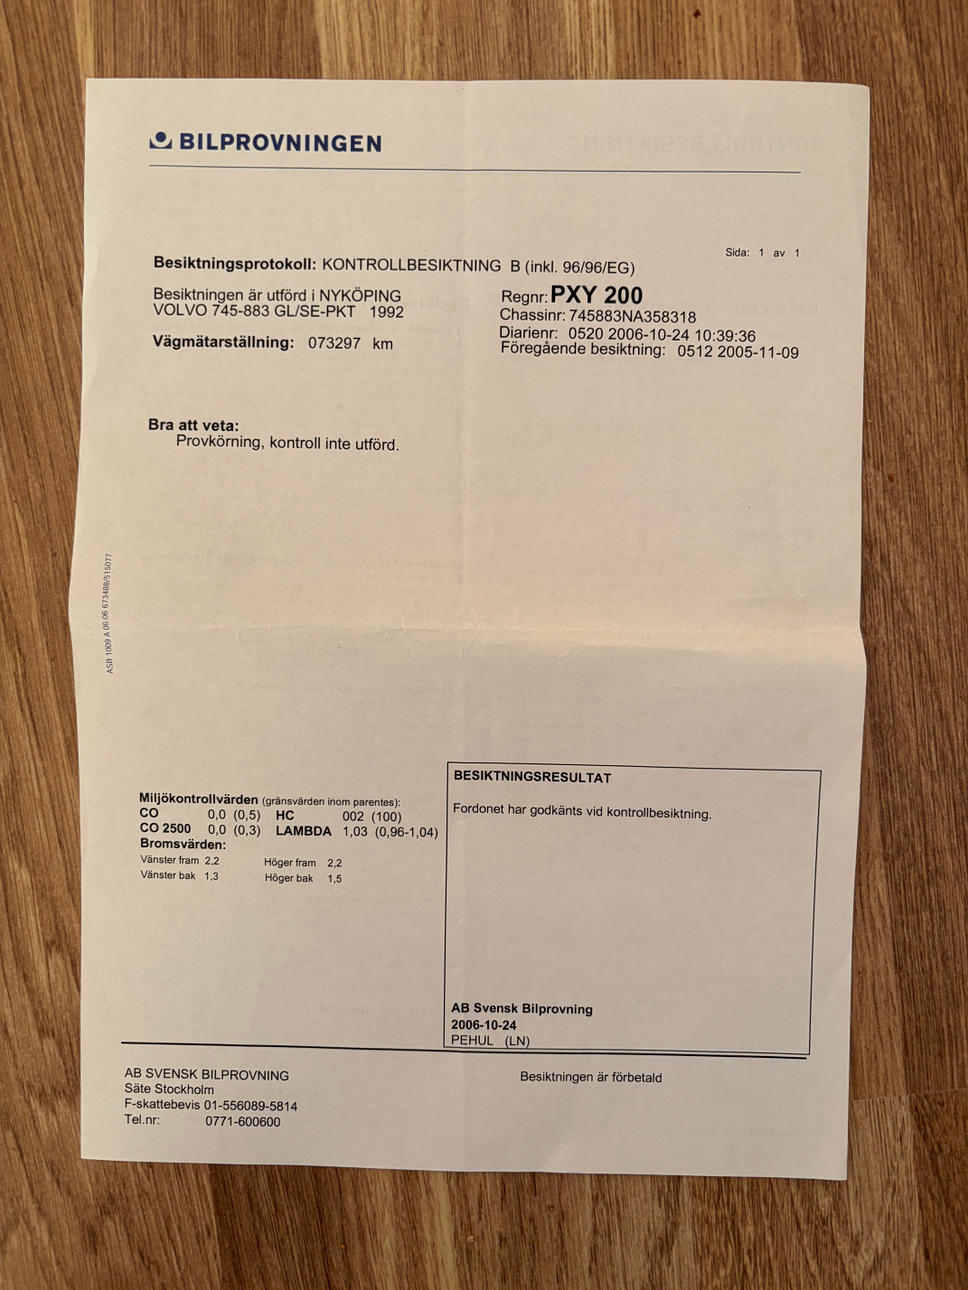 BILPROVNINGEN
Sida: 1 av 1
Besiktningsprotokoll: KONTROLLBESIKTNING B (inkl. 96/96/EG)
Besiktningen är utförd i NYKÖPING
VOLVO 745-883 GL/SE-PKT 1992
Vägmätarställning: 073297 km
Regnr: PXY 200
Chassinr: 745883NA358318
Diarienr: 0520 2006-10-24 10:39:36
Föregående besiktning: 0512 2005-11-09
Bra att veta:
Provkörning, kontroll inte utförd.
ASB 1009 A 06.06 673488/515077
Miljökontrollvärden (gränsvärden inom parentes):
CO 0,0 (0,5) HC 002 (100)
CO 2500 0,0 (0,3) LAMBDA 1,03 (0,96-1,04)
Bromsvärden:
Vänster fram 2,2 Höger fram 2,2
Vänster bak 1,3 Höger bak 1,5
BESIKTNINGSRESULTAT
Fordonet har godkänts vid kontrollbesiktning.
AB Svensk Bilprovning
2006-10-24
PEHUL (LN)
AB SVENSK BILPROVNING
Säte Stockholm
F-skattebevis 01-556089-5814
Tel.nr: 0771-600600
Besiktningen är förbetald